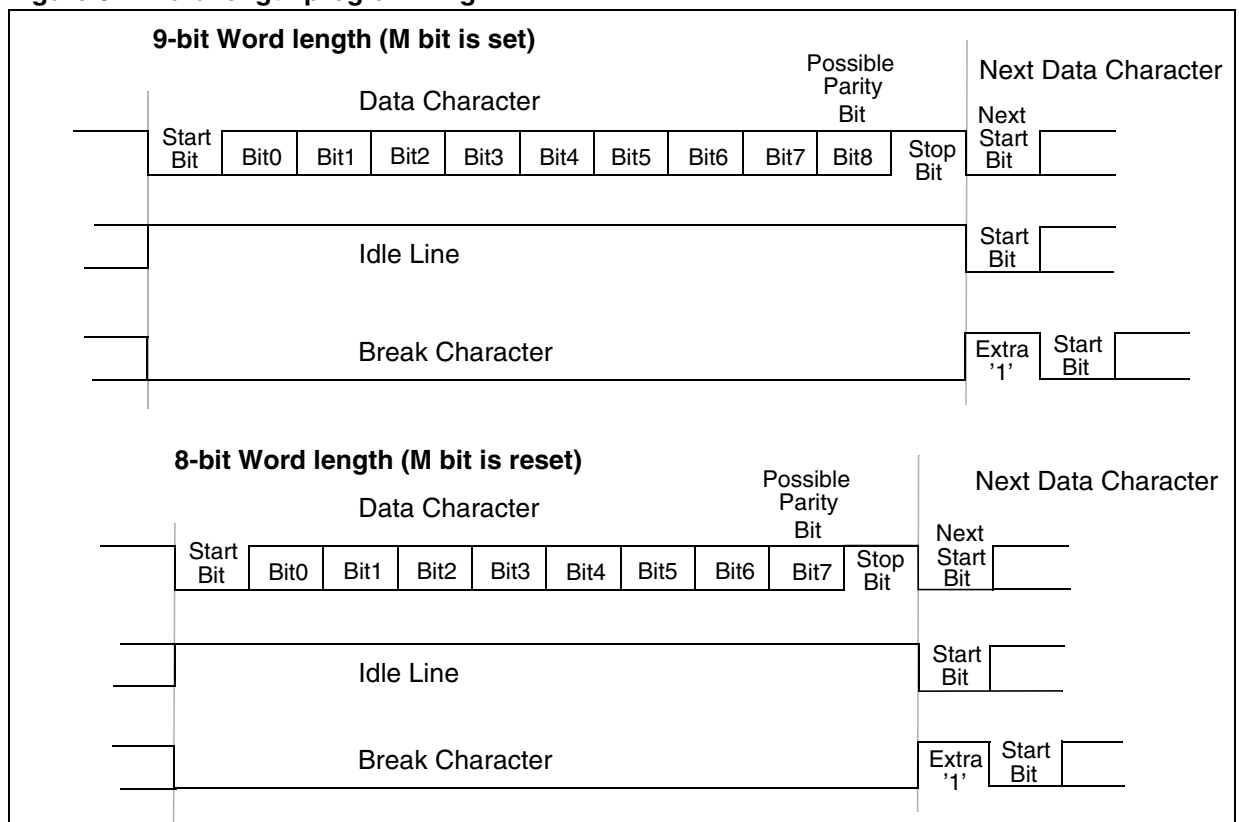 9-bit Word length (M bit is set)
Possible
Parity
Bit
Next Data Character
Data Character
Next
Start
Bit
Start
Bit
Bit0
Bit1
Bit2
Bit3
Bit4
Bit5
Bit6
Bit7
Bit8
Stop
Bit
Idle Line
Start
Bit
Break Character
Extra
’1’
Start
Bit
8-bit Word length (M bit is reset)
Possible
Parity
Bit
Next Data Character
Data Character
Next
Start
Bit
Start
Bit
Bit0
Bit1
Bit2
Bit3
Bit4
Bit5
Bit6
Bit7
Stop
Bit
Idle Line
Start
Bit
Break Character
Extra
’1’
Start
Bit